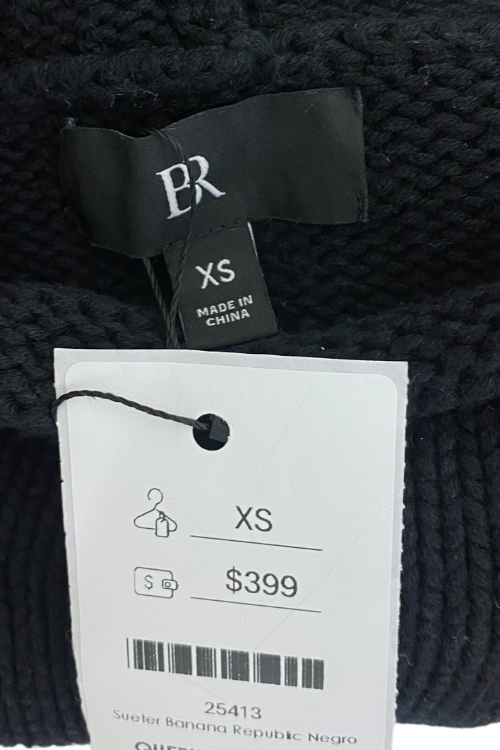 BR
XS
MADE IN
CHINA
XS
$399
25413
Sueter Banana Republic Negro